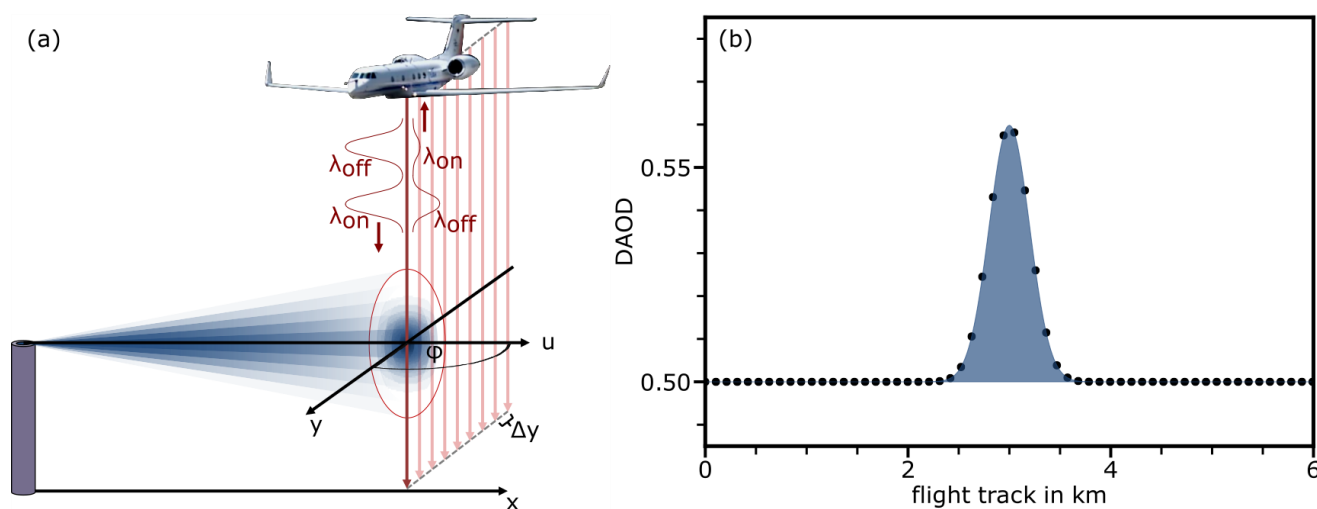 (a)
λoff
λon
λon
λoff
φ
u
y
Δy
x
(b)
DAOD
0.55
0.50
0
2
4
6
flight track in km